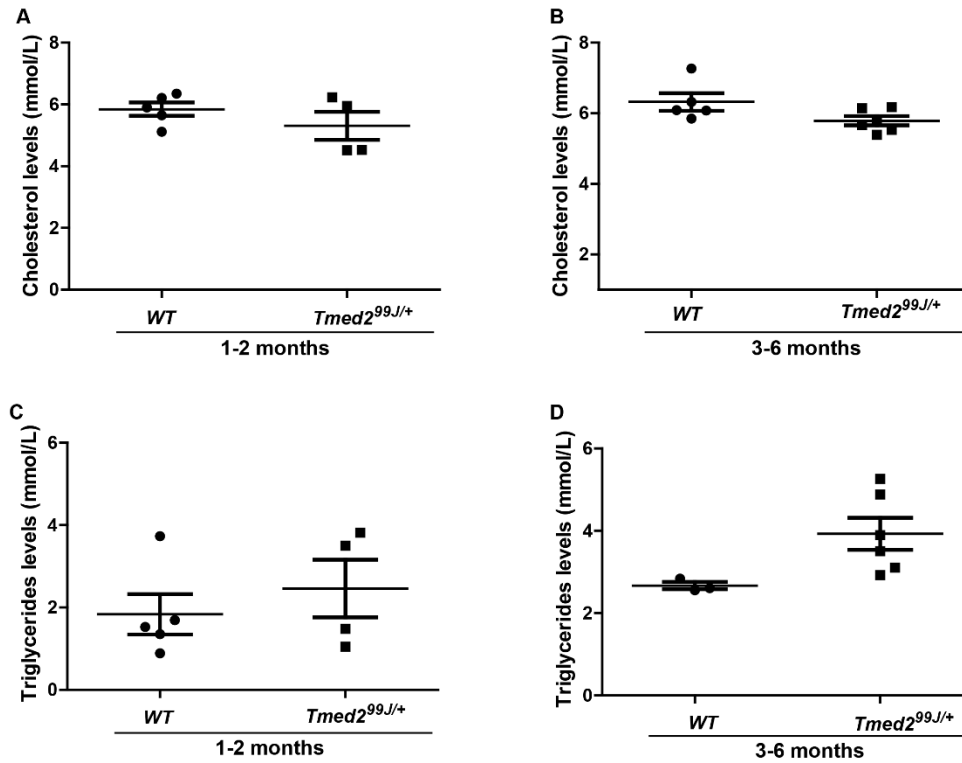 A
Cholesterol levels (mmol/L)
8
6
4
2
0
WT
Tmed2^99J/+
1-2 months
B
Cholesterol levels (mmol/L)
8
6
4
2
WT
Tmed2^99J/+
3-6 months
C
Triglycerides levels (mmol/L)
6
4
2
0
WT
Tmed2^99J/+
1-2 months
D
Triglycerides levels (mmol/L)
6
4
2
0
WT
Tmed2^99J/+
3-6 months